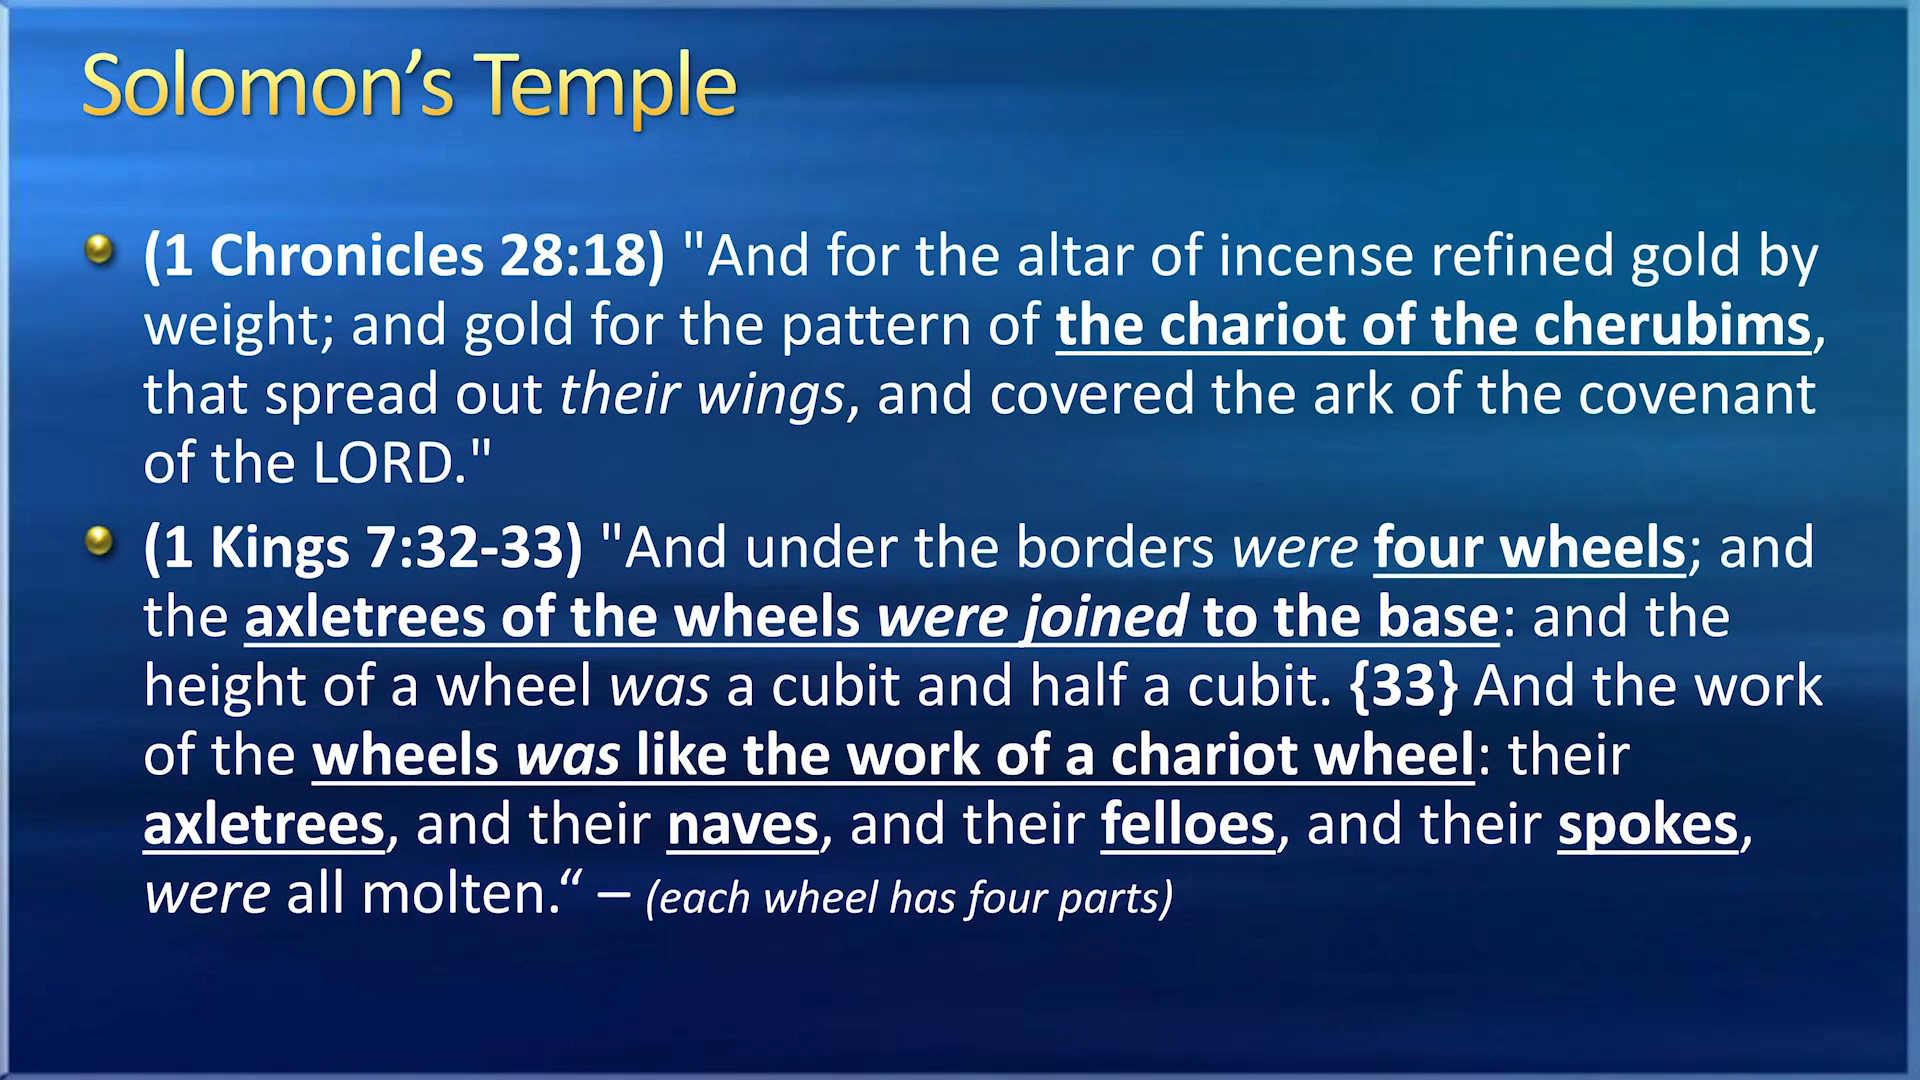 Solomon’s Temple
(1 Chronicles 28:18) "And for the altar of incense refined gold by
weight; and gold for the pattern of the chariot of the cherubims,
that spread out their wings, and covered the ark of the covenant
of the LORD."
(1 Kings 7:32-33) "And under the borders were four wheels; and
the axletrees of the wheels were joined to the base: and the
height of a wheel was a cubit and half a cubit. {33} And the work
of the wheels was like the work of a chariot wheel: their
axletrees, and their naves, and their felloes, and their spokes,
were all molten.“ – (each wheel has four parts)